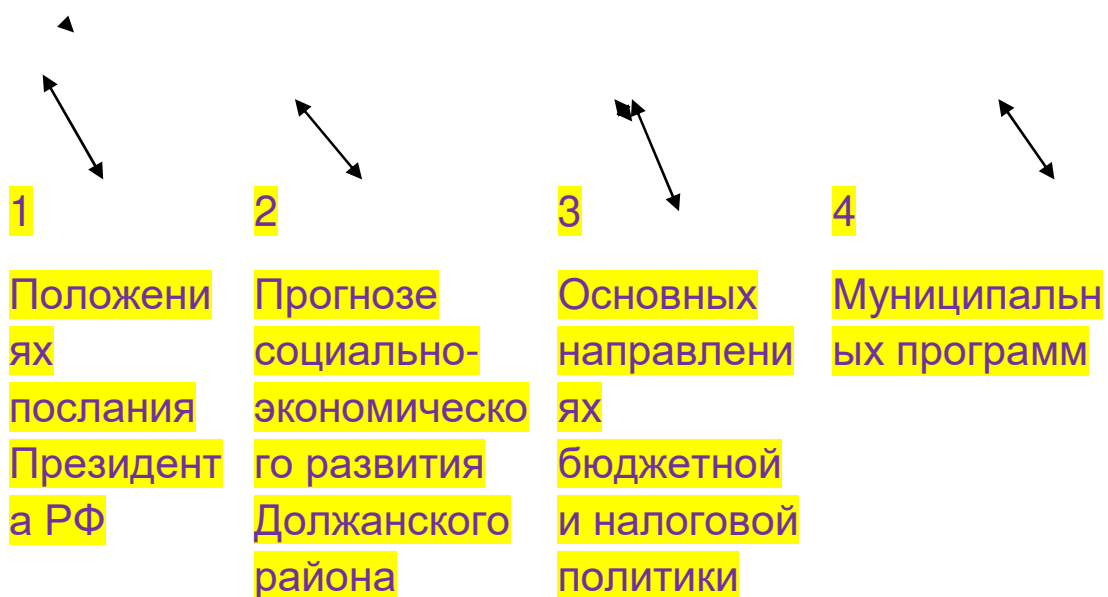 1
Положени
ях
послания
Президент
а РФ
2
Прогнозе
социально-
экономическо
го развития
Должанского
района
3
Основных
направлени
ях
бюджетной
и налоговой
политики
4
Муниципальн
ых программ